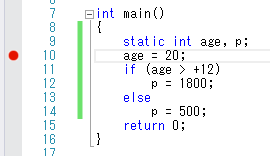 7 int main()
8 {
9 static int age, p;
10 age = 20;
11 if (age > +12)
12 p = 1800;
13 else
14 p = 500;
15 return 0;
16 }